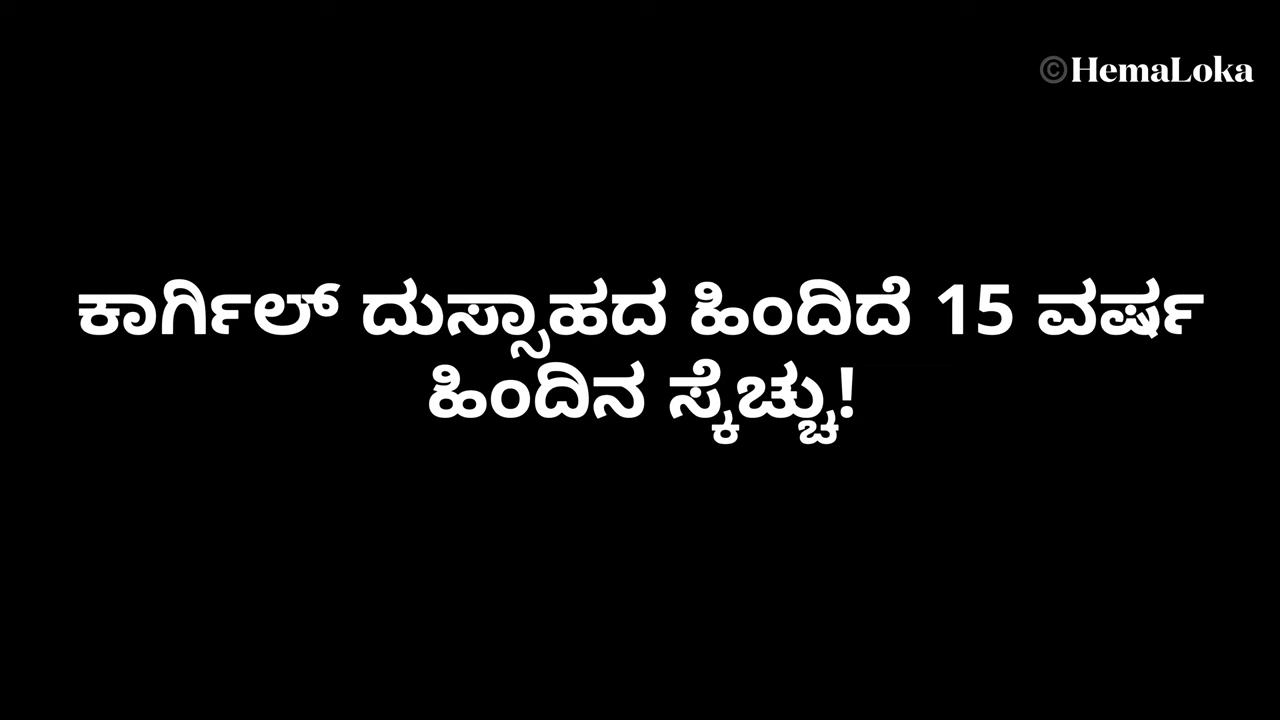 ©HemaLoka
ಕಾರ್ಗಿಲ್ ದುಸ್ಸಾಹದ ಹಿಂದಿದೆ 15 ವರ್ಷ
ಹಿಂದಿನ ಸ್ಕೆಚ್ಚು!